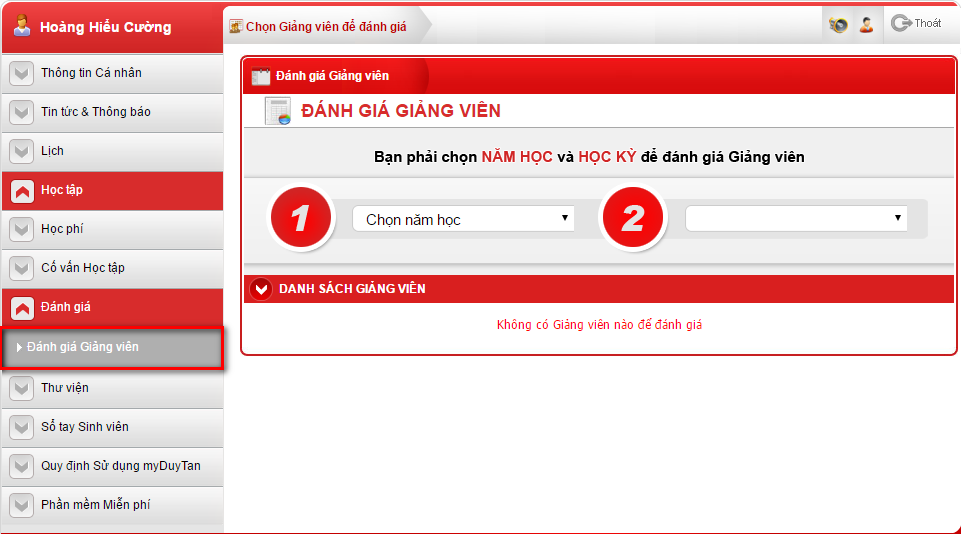 Hoàng Hiếu Cường
Chọn Giảng viên để đánh giá
Thoát
Thông tin Cá nhân
Tin tức & Thông báo
Lịch
Học tập
Học phí
Cố vấn Học tập
Đánh giá
Đánh giá Giảng viên
Thư viện
Sổ tay Sinh viên
Quy định Sử dụng myDuyTan
Phần mềm Miễn phí
Đánh giá Giảng viên
ĐÁNH GIÁ GIẢNG VIÊN
Bạn phải chọn NĂM HỌC và HỌC KỲ để đánh giá Giảng viên
1 Chọn năm học 2
DANH SÁCH GIẢNG VIÊN
Không có Giảng viên nào để đánh giá